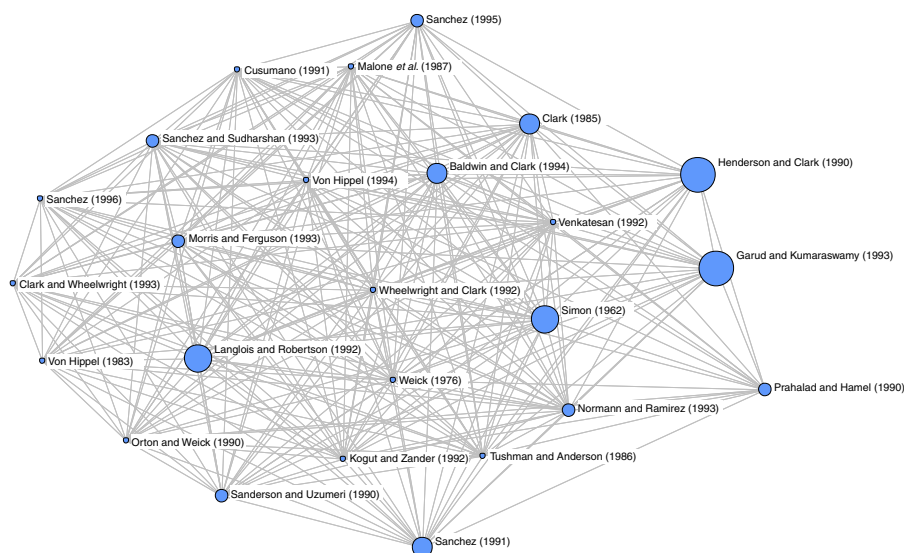 Sanchez (1995)
Cusumano (1991)
Malone et al. (1987)
Clark (1985)
Sanchez and Sudharshan (1993)
Baldwin and Clark (1994)
Henderson and Clark (1990)
Von Hippel (1994)
Sanchez (1996)
Venkatesan (1992)
Morris and Ferguson (1993)
Garud and Kumaraswamy (1993)
Clark and Wheelwright (1993)
Wheelwright and Clark (1992)
Simon (1962)
Langlois and Robertson (1992)
Von Hippel (1983)
Weick (1976)
Prahalad and Hamel (1990)
Normann and Ramirez (1993)
Orton and Weick (1990)
Kogut and Zander (1992)
Tushman and Anderson (1986)
Sanderson and Uzumeri (1990)
Sanchez (1991)